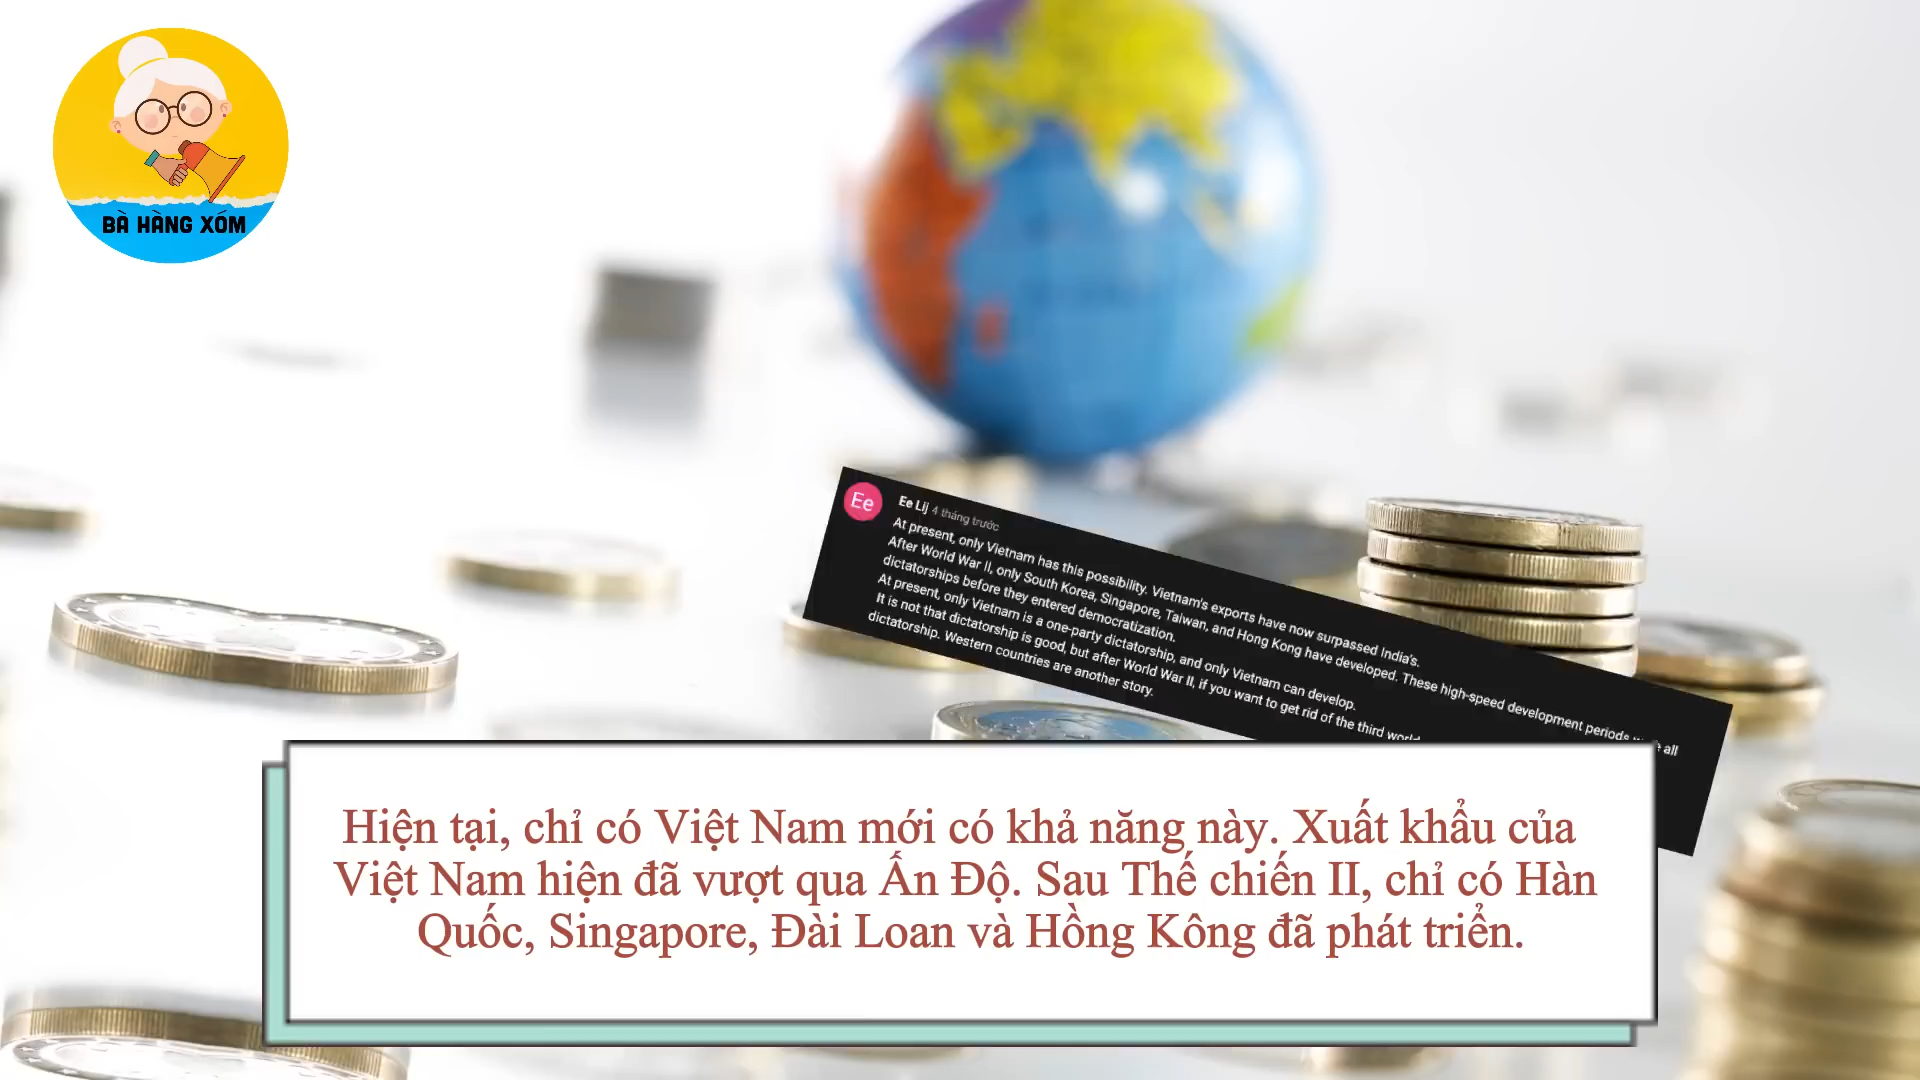 BÀ HÀNG XÓM
Ee
Ee Lij 4 tháng trước
At present, only Vietnam has this possibility. Vietnam's exports have now surpassed India's.
After World War II, only South Korea, Singapore, Taiwan, and Hong Kong have developed. These high-speed development periods all
dictatorships before they entered democratization.
At present, only Vietnam is a one-party dictatorship, and only Vietnam can develop.
It is not that dictatorship is good, but after World War II, if you want to get rid of the third
dictatorship. Western countries are another story.
Hiện tại, chỉ có Việt Nam mới có khả năng này. Xuất khẩu của
Việt Nam hiện đã vượt qua Ấn Độ. Sau Thế chiến II, chỉ có Hàn
Quốc, Singapore, Đài Loan và Hồng Kông đã phát triển.